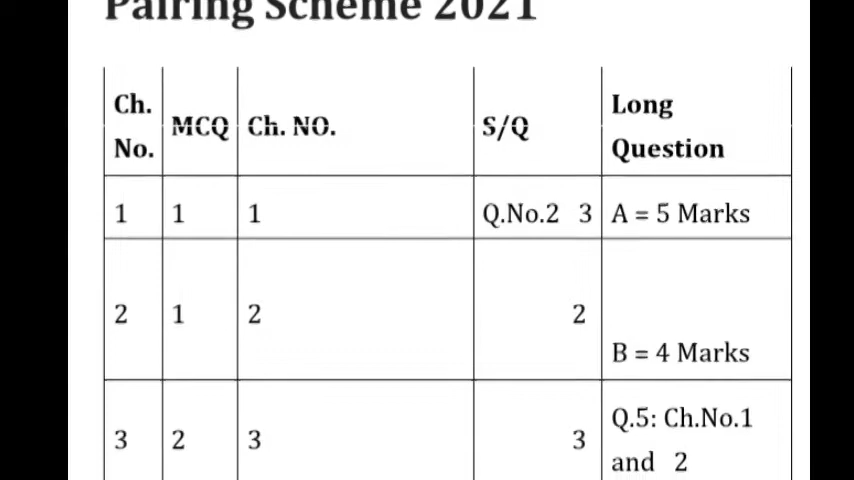 Pairing Scheme 2021
Ch. No. MCQ Ch. NO. S/Q Long Question
1 1 1 Q.No.2 3 A = 5 Marks
2 1 2 2 B = 4 Marks
3 2 3 3 Q.5: Ch.No.1 and 2